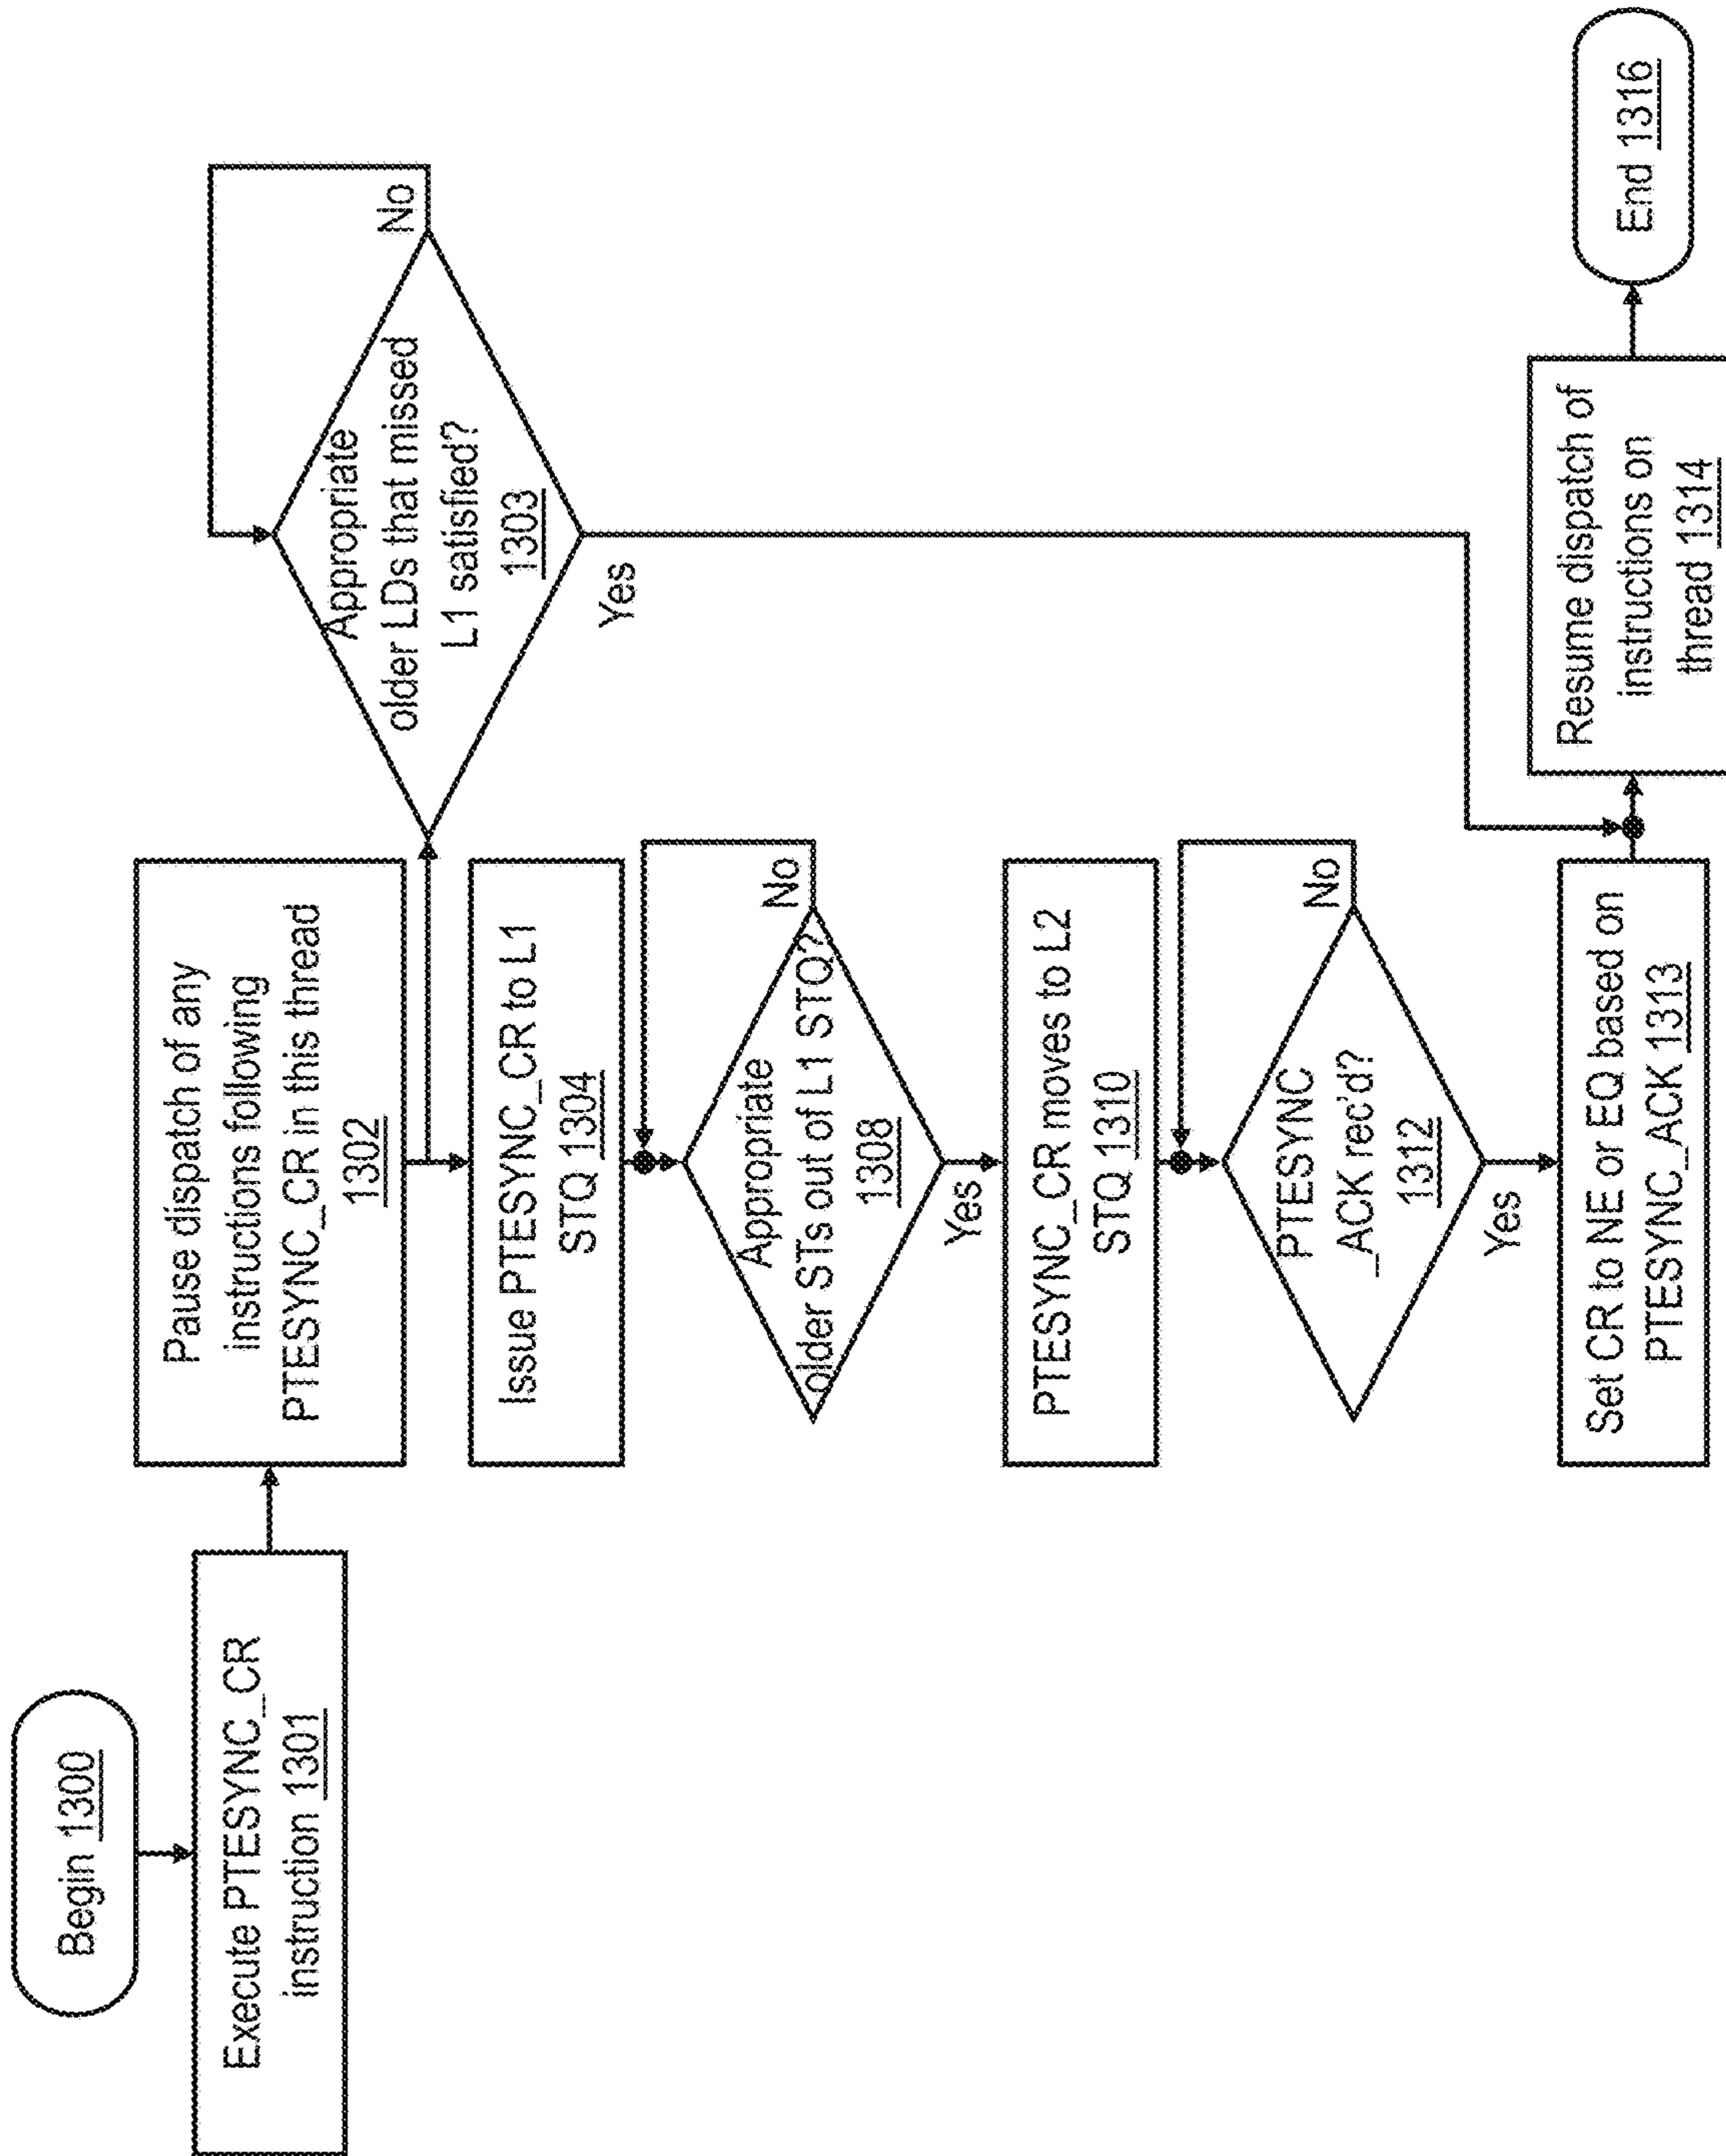 Begin 1300
Execute PTESYNC_CR
instruction 1301
Pause dispatch of any
instructions following
PTESYNC_CR in this thread
1302
Appropriate
older LDs that missed
L1 satisfied?
1303
No
Yes
Issue PTESYNC_CR to L1
STQ 1304
Appropriate
older STs out of L1 STQ?
1308
No
Yes
PTESYNC_CR moves to L2
STQ 1310
PTESYNC
_ACK rec'd?
1312
No
Yes
Set CR to NE or EQ based on
PTESYNC_ACK 1313
Resume dispatch of
instructions on
thread 1314
End 1316